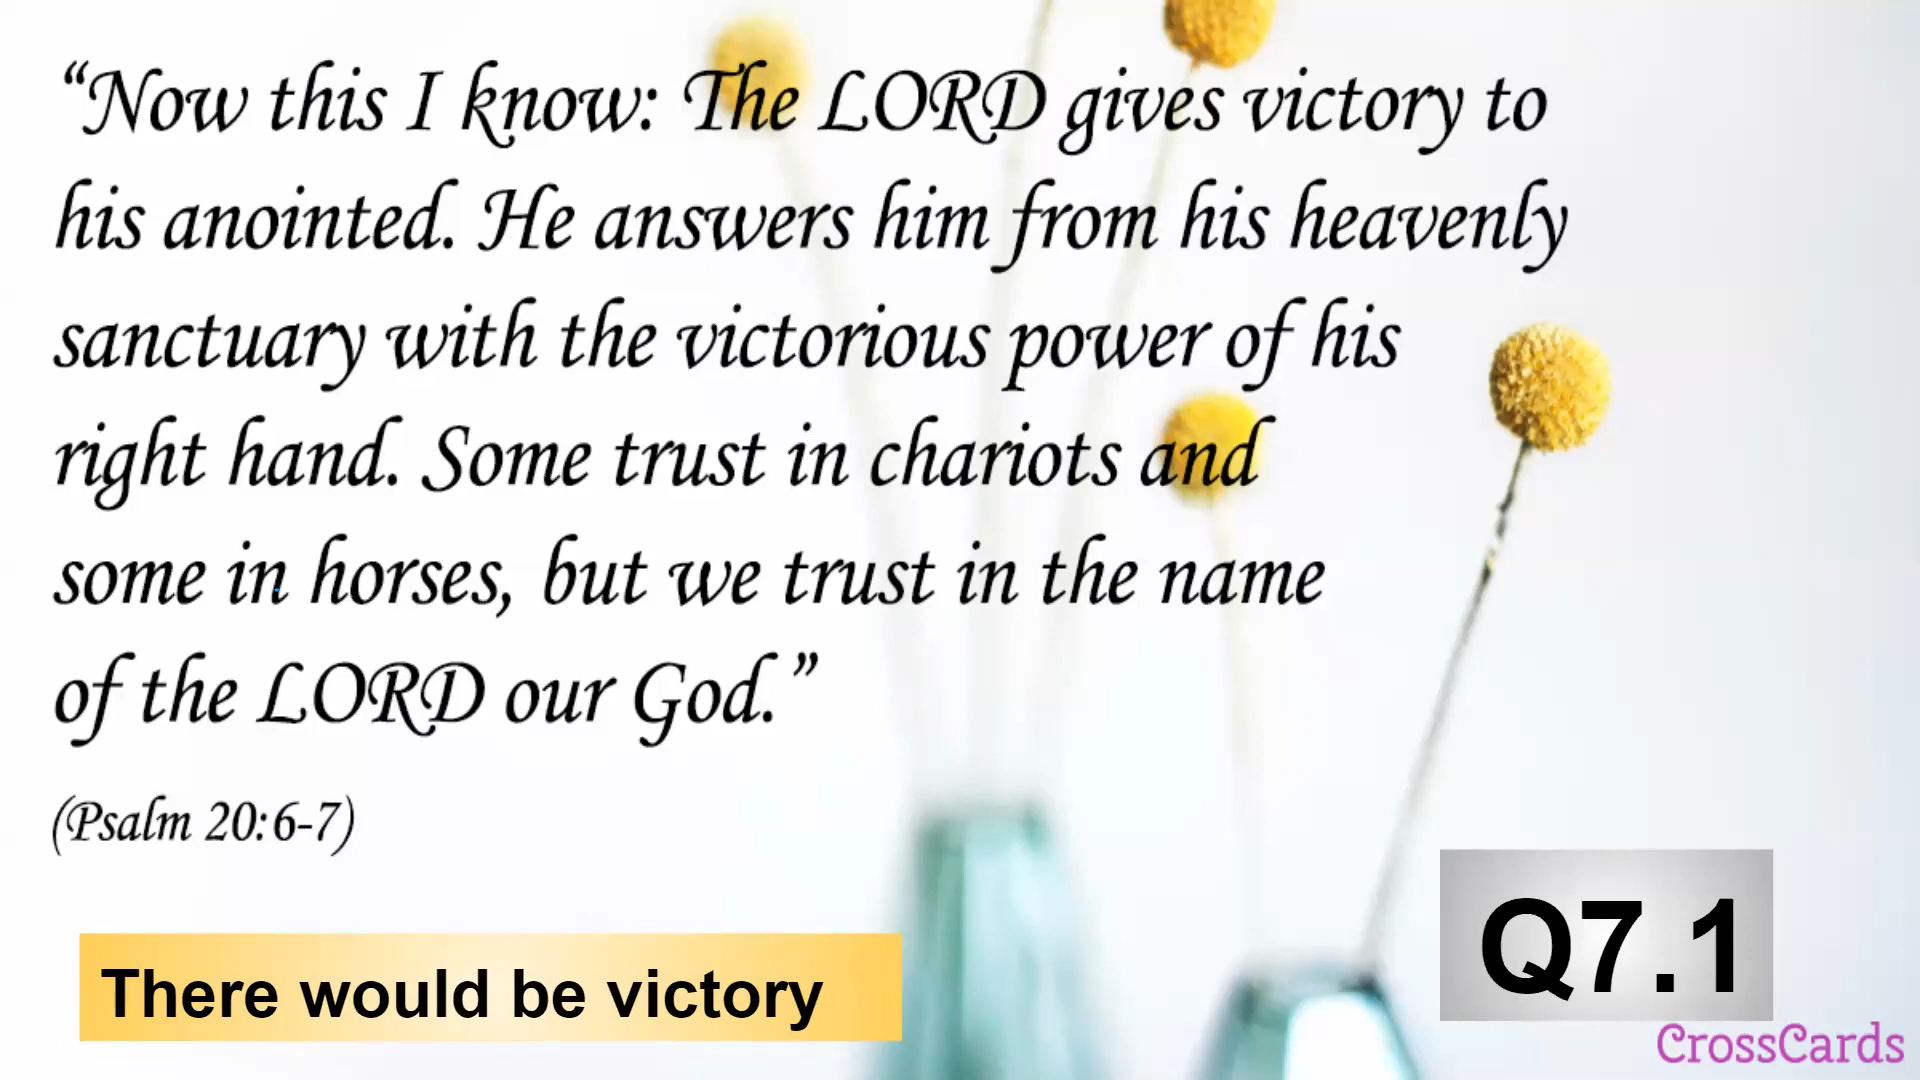 “Now this I know: The LORD gives victory to
his anointed. He answers him from his heavenly
sanctuary with the victorious power of his
right hand. Some trust in chariots and
some in horses, but we trust in the name
of the LORD our God.”
(Psalm 20:6-7)
There would be victory
Q7.1
CrossCards